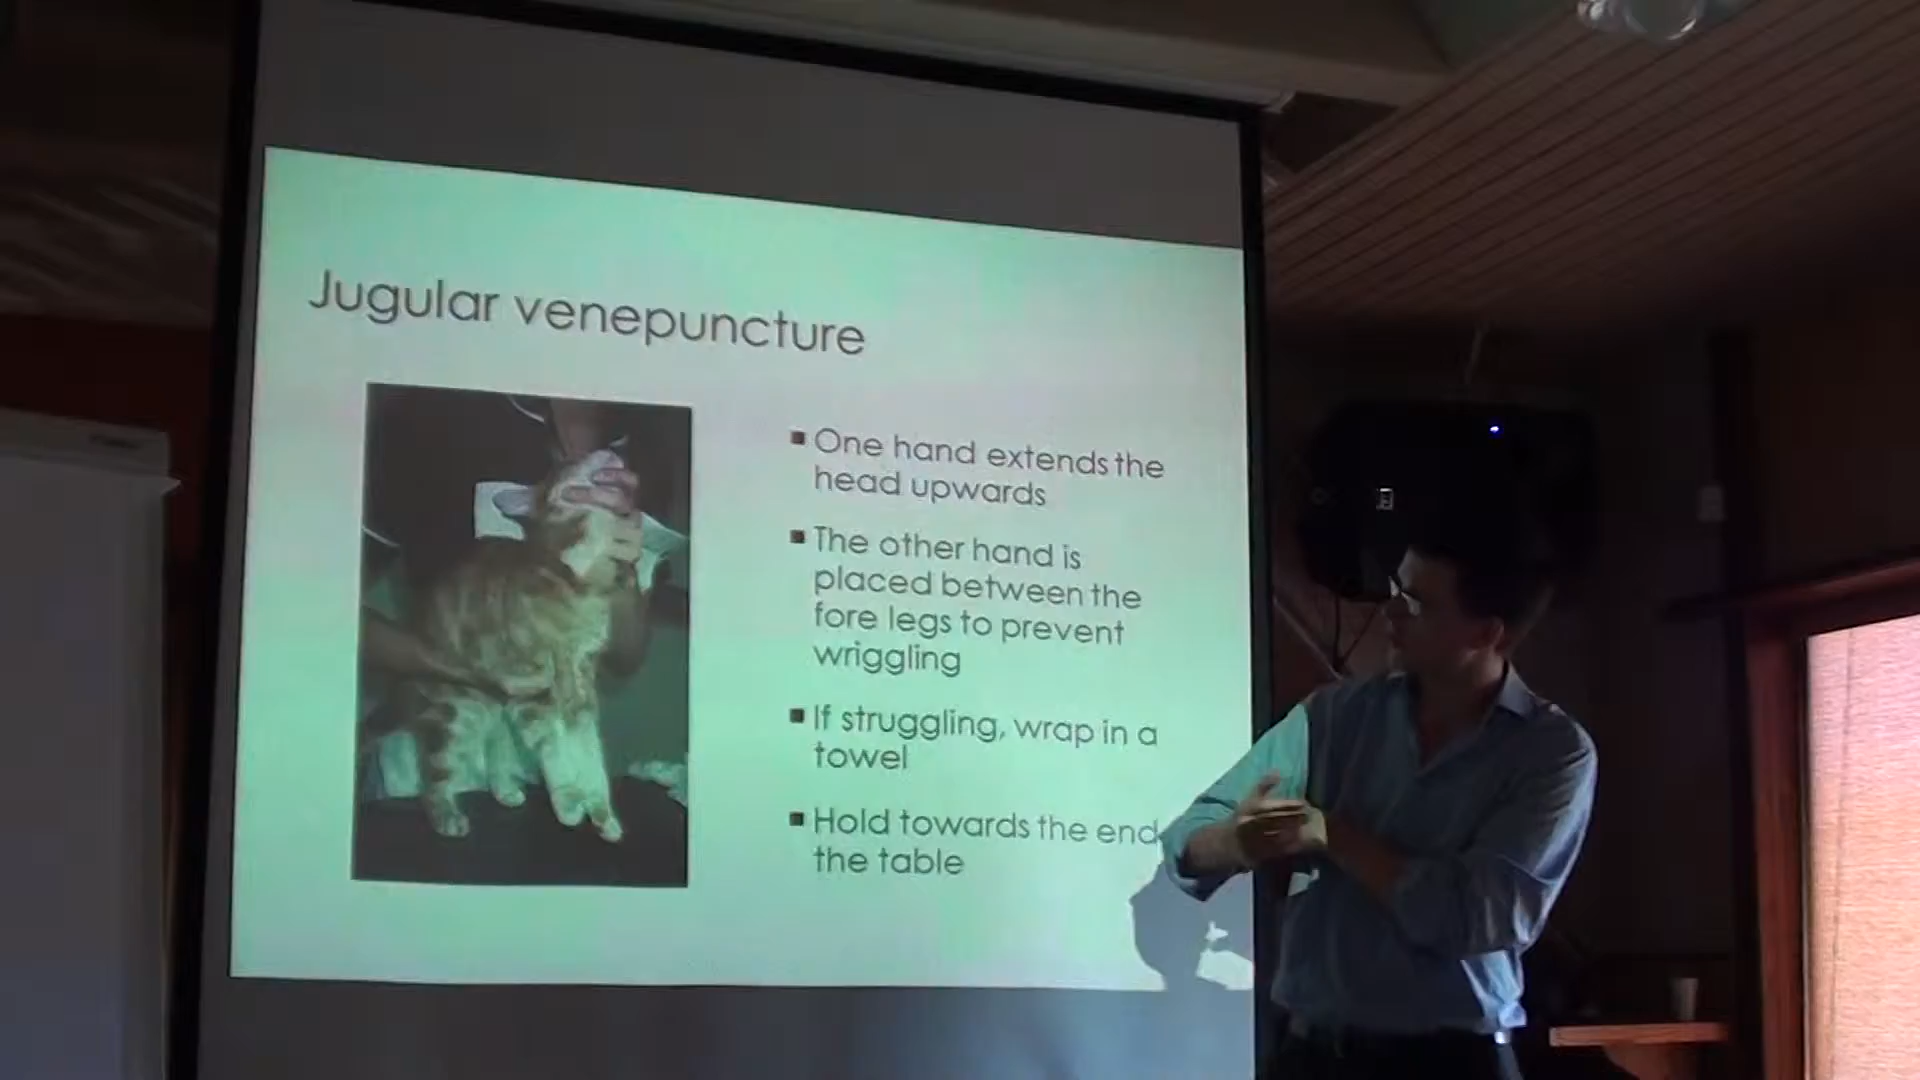 Jugular venepuncture
▪ One hand extends the
head upwards
▪ The other hand is
placed between the
fore legs to prevent
wriggling
▪ If struggling, wrap in a
towel
▪ Hold towards the end
the table